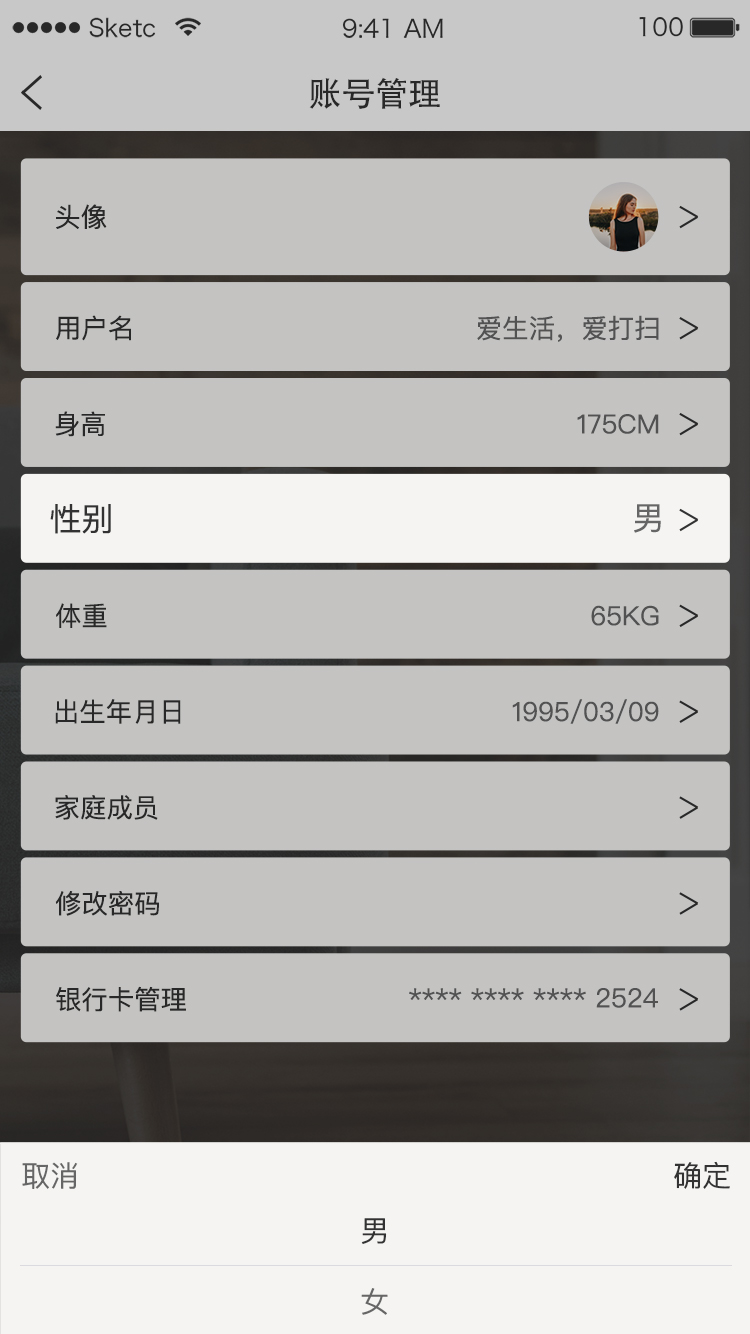 Sketc 9:41 AM 100
账号管理
头像 >
用户名 爱生活，爱打扫 >
身高 175CM >
性别 男 >
体重 65KG >
出生年月日 1995/03/09 >
家庭成员 >
修改密码 >
银行卡管理 **** **** **** 2524 >
取消 确定
男
女